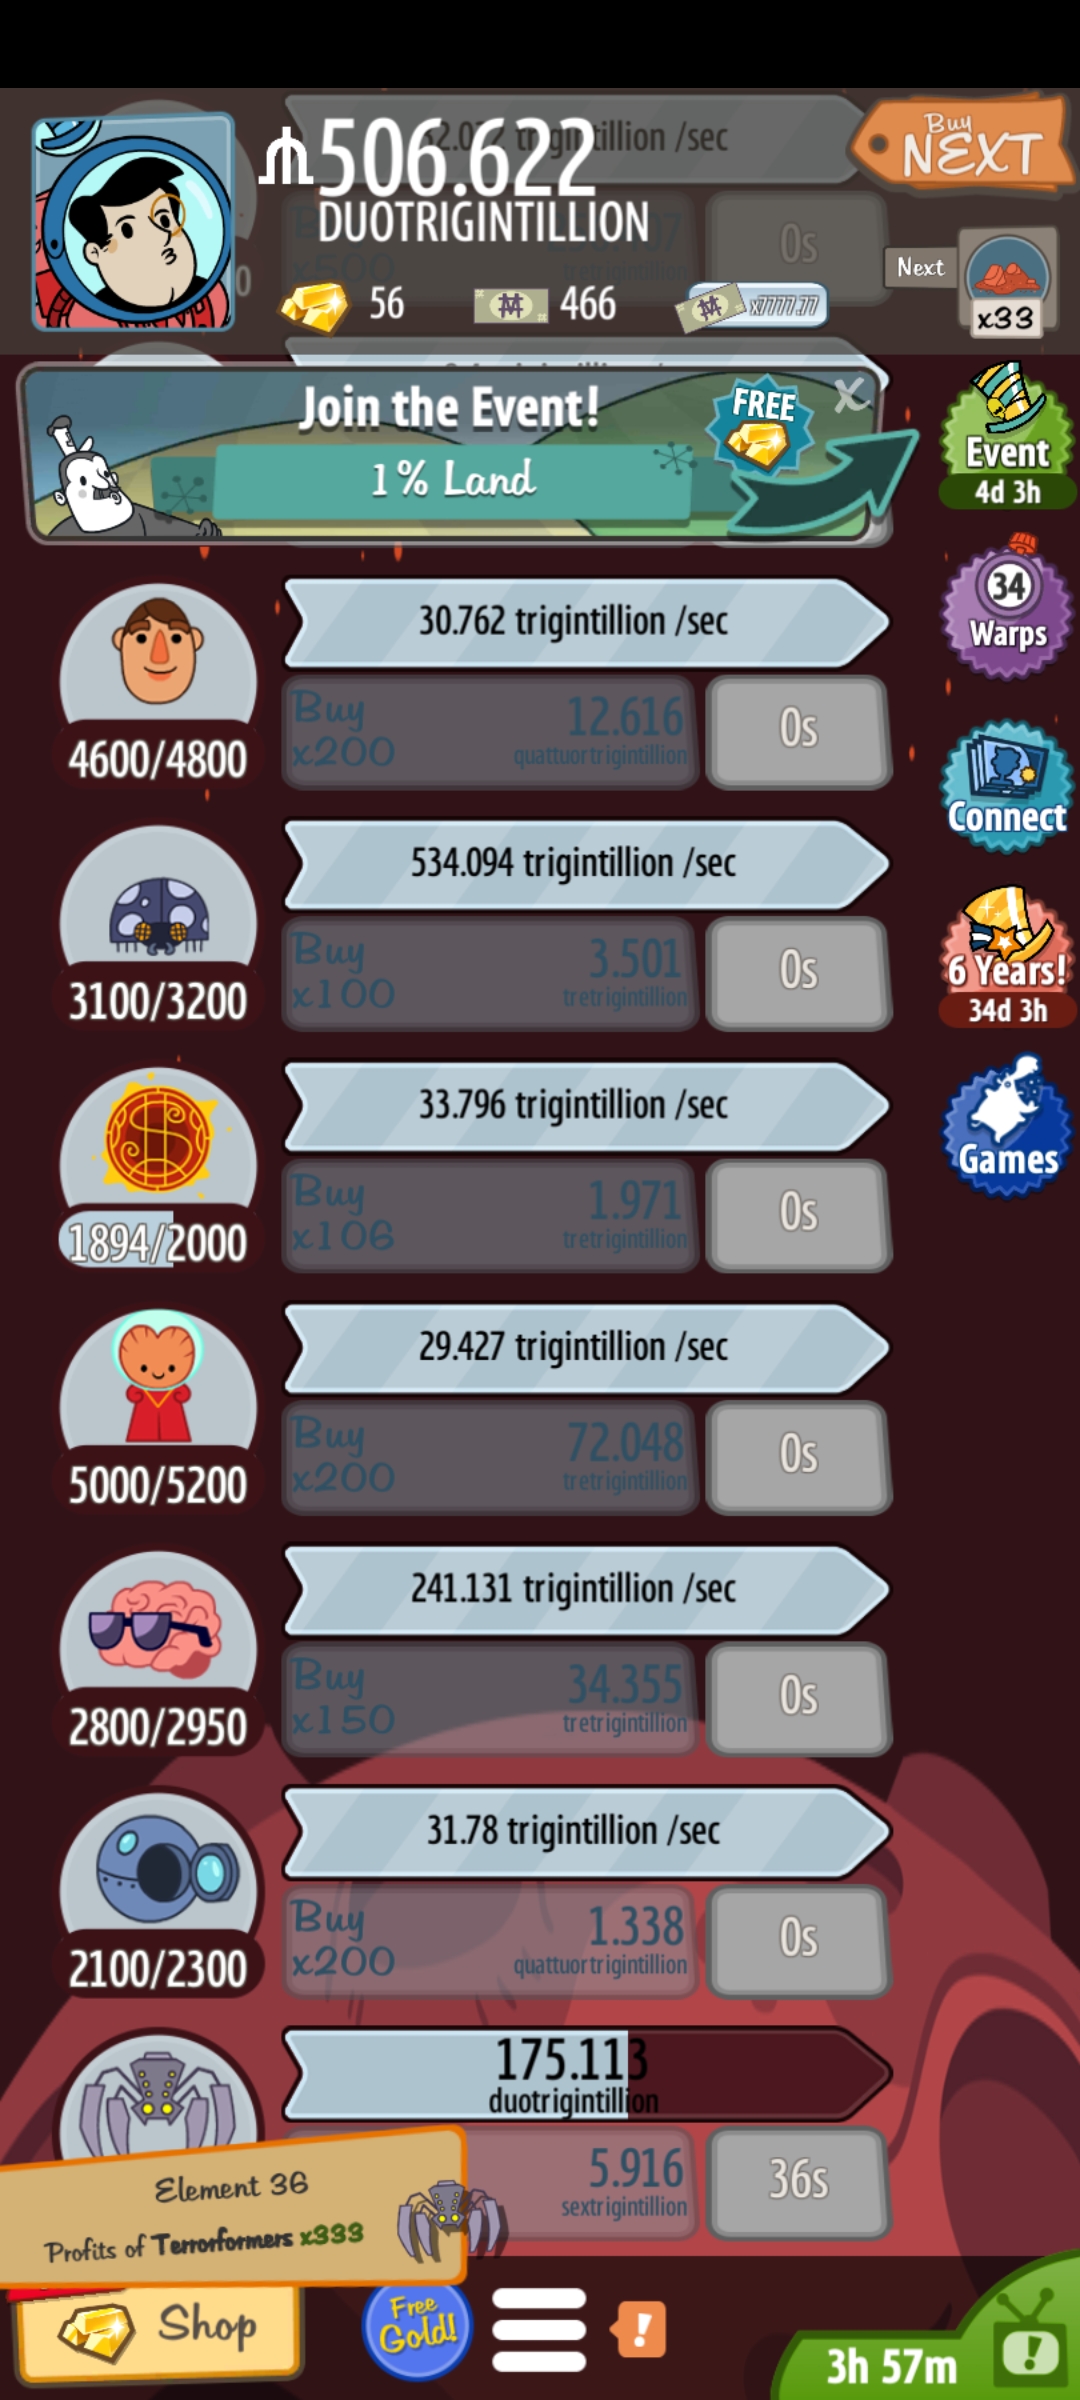 32.072 trigintillion /sec
Buy
NEXT
506.622
DUOTRIGINTILLION
Buy
x500
tretrigintillion
0s
56
466
x7777.77
Next
x33
Join the Event!
1% Land
FREE
X
Event
4d 3h
34
Warps
Connect
6 Years!
34d 3h
Games
30.762 trigintillion /sec
Buy
x200
12.616
quattuortrigintillion
0s
4600/4800
534.094 trigintillion /sec
Buy
x100
3.501
tretrigintillion
0s
3100/3200
33.796 trigintillion /sec
Buy
x106
1.971
tretrigintillion
0s
1894/2000
29.427 trigintillion /sec
Buy
x200
72.048
tretrigintillion
0s
5000/5200
241.131 trigintillion /sec
Buy
x150
34.355
tretrigintillion
0s
2800/2950
31.78 trigintillion /sec
Buy
x200
1.338
quattuortrigintillion
0s
2100/2300
175.113
duotrigintillion
5.916
sextrigintillion
36s
Element 36
Profits of Terrorformers x333
Shop
Free
Gold!
!
3h 57m
!